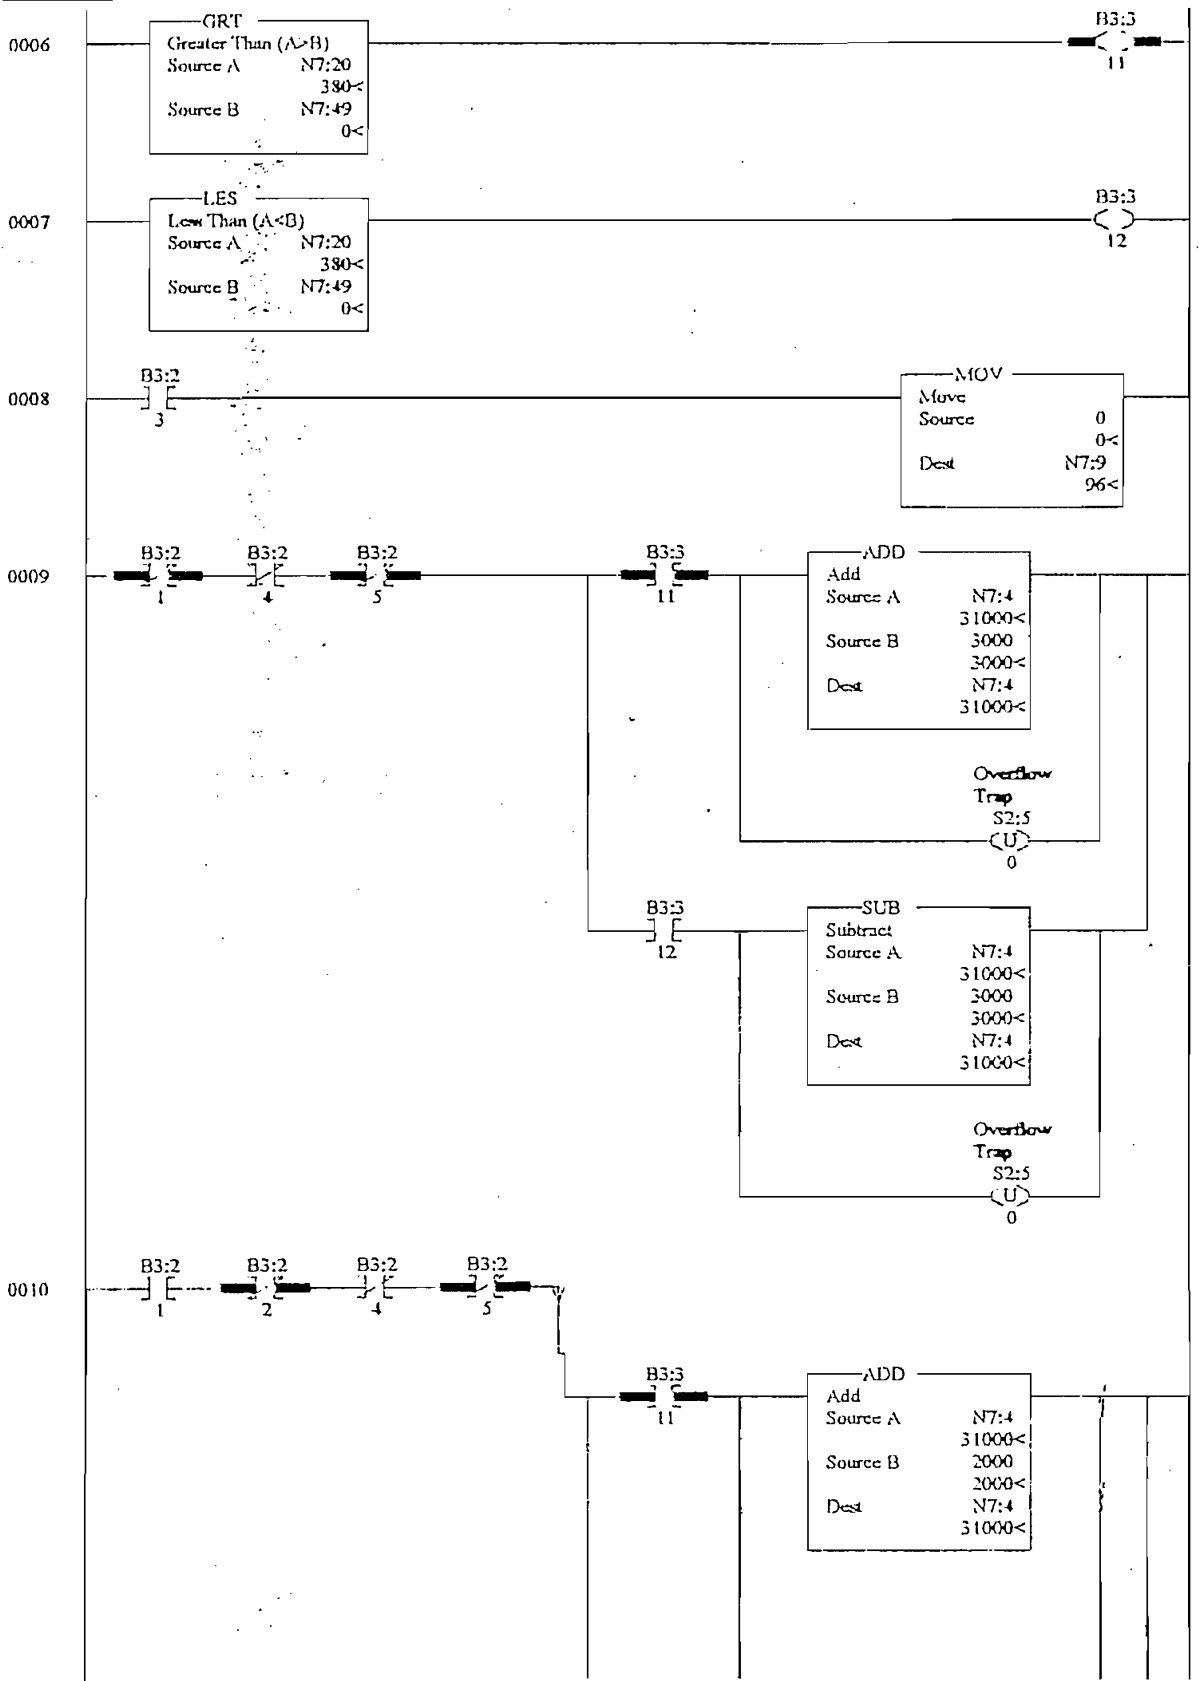 GRT
0006
Greater Than (A>B)
Source A N7:20
380<
Source B N7:49
0<
B3:3
11
LES
0007
Less Than (A<B)
Source A N7:20
380<
Source B N7:49
0<
B3:3
12
0008
B3:2
3
MOV
Move
Source 0
0<
Dest N7:9
96<
0009
B3:2 B3:2 B3:2 B3:3
1 4 5 11
ADD
Add
Source A N7:4
31000<
Source B 3000
3000<
Dest N7:4
31000<
Overflow
Trap
S2:5
U
0
B3:3
12
SUB
Subtract
Source A N7:4
31000<
Source B 3000
3000<
Dest N7:4
31000<
Overflow
Trap
S2:5
U
0
0010
B3:2 B3:2 B3:2 B3:2
1 2 4 5
B3:3
11
ADD
Add
Source A N7:4
31000<
Source B 2000
2000<
Dest N7:4
31000<